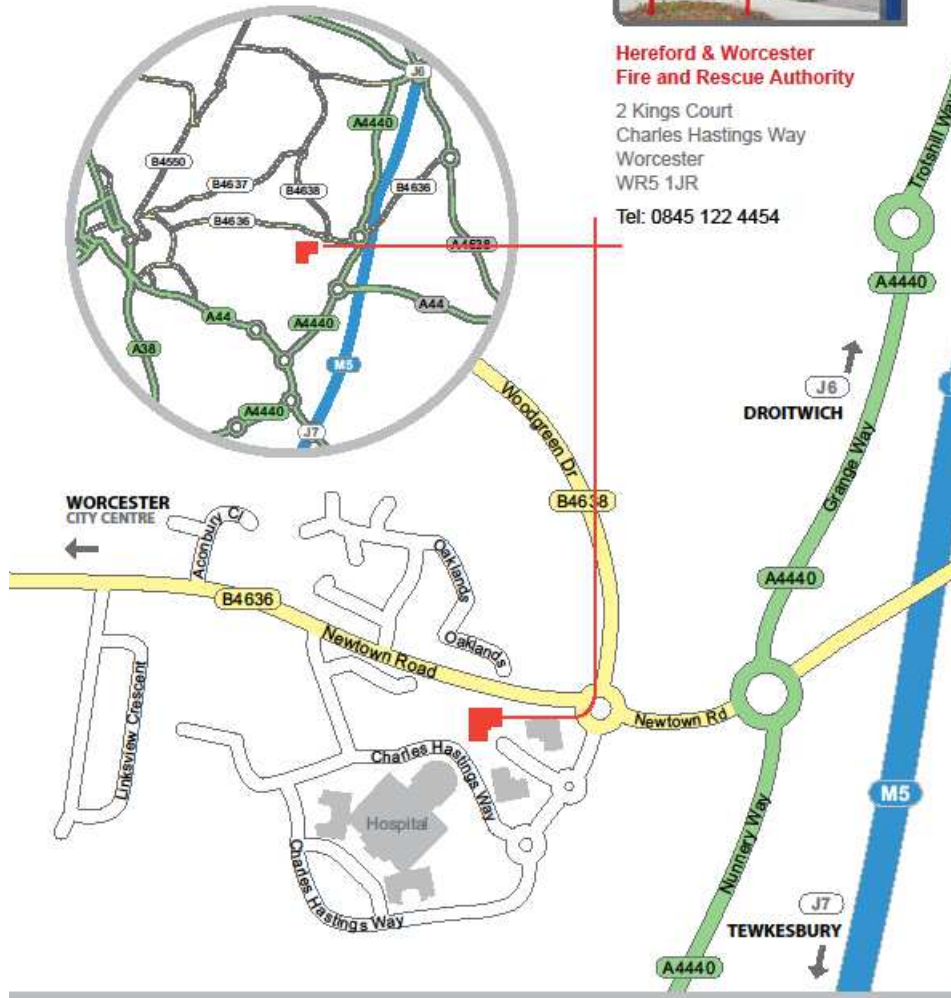 Hereford & Worcester
Fire and Rescue Authority
2 Kings Court
Charles Hastings Way
Worcester
WR5 1JR
Tel: 0845 122 4454
J6
A4440
B4550
B4637
B4638
B4636
B4636
A4538
A44
A44
A4440
A38
M5
A4440
J7
Trotshill Way
A4440
J6
DROITWICH
Woodgreen Dr
B4638
Grange Way
A4440
WORCESTER
CITY CENTRE
Aconbury Cl
Oaklands
Oaklands
B4636
Newtown Road
Newtown Rd
Linksview Crescent
Charles Hastings Way
Hospital
Charles Hastings Way
M5
Nunnery Way
J7
TEWKESBURY
A4440